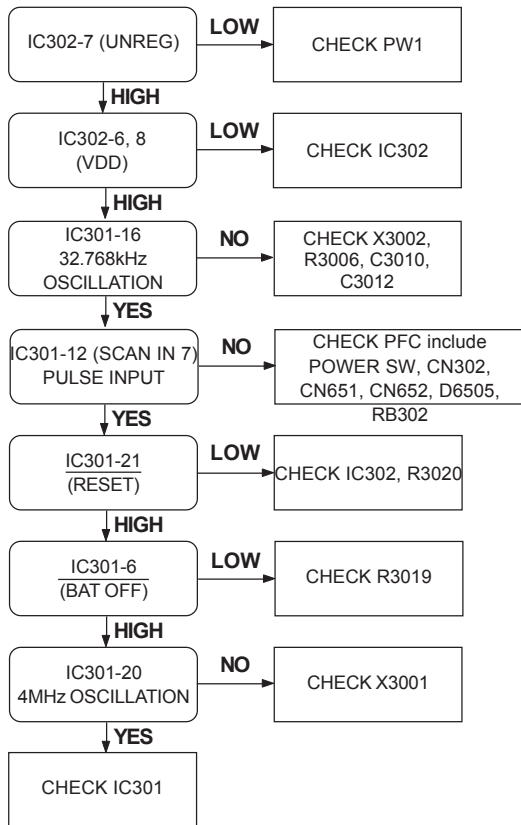 IC302-7 (UNREG)
LOW
CHECK PW1
HIGH
IC302-6, 8
(VDD)
LOW
CHECK IC302
HIGH
IC301-16
32.768kHz
OSCILLATION
NO
CHECK X3002,
R3006, C3010,
C3012
YES
IC301-12 (SCAN IN 7)
PULSE INPUT
NO
CHECK PFC include
POWER SW, CN302,
CN651, CN652, D6505,
RB302
YES
IC301-21
(RESET)
LOW
CHECK IC302, R3020
HIGH
IC301-6
(BAT OFF)
LOW
CHECK R3019
HIGH
IC301-20
4MHz OSCILLATION
NO
CHECK X3001
YES
CHECK IC301